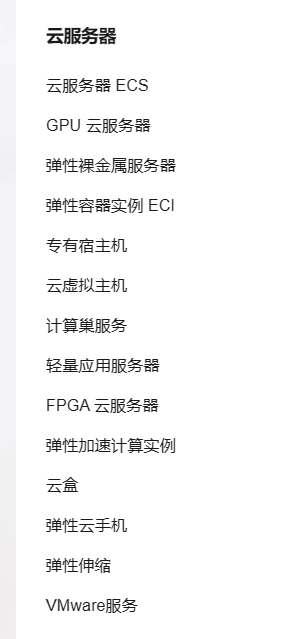 云服务器
云服务器 ECS
GPU 云服务器
弹性裸金属服务器
弹性容器实例 ECI
专有宿主机
云虚拟主机
计算巢服务
轻量应用服务器
FPGA 云服务器
弹性加速计算实例
云盒
弹性云手机
弹性伸缩
VMware服务